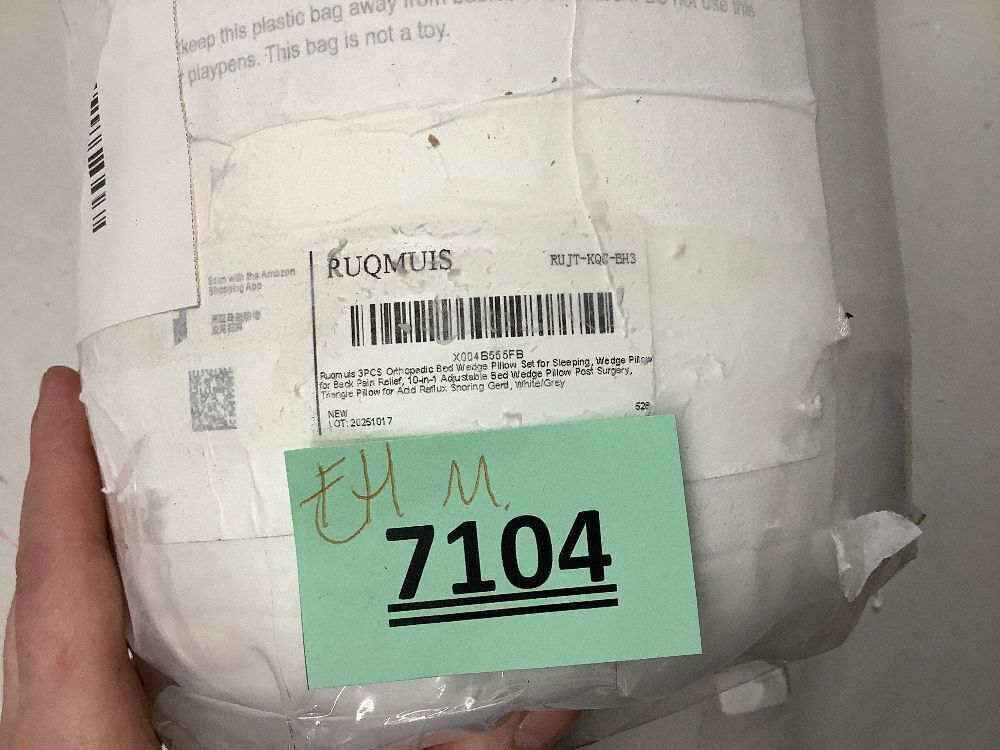 keep this plastic bag away from
use this
playpens. This bag is not a toy.
Scan with the Amazon
Shopping App
RUQMUIS
RUJT-KQC-BH3
X004B555FB
Ruqmuis 3PCS Orthopedic Bed Wedge Pillow Set for Sleeping, Wedge Pillow
for Back Pain Relief, 10-in-1 Adjustable Bed Wedge Pillow Post Surgery,
Triangle Pillow for Acid Reflux Snoring Gerd, White/Grey
NEW
LOT: 20251017
M.
7104